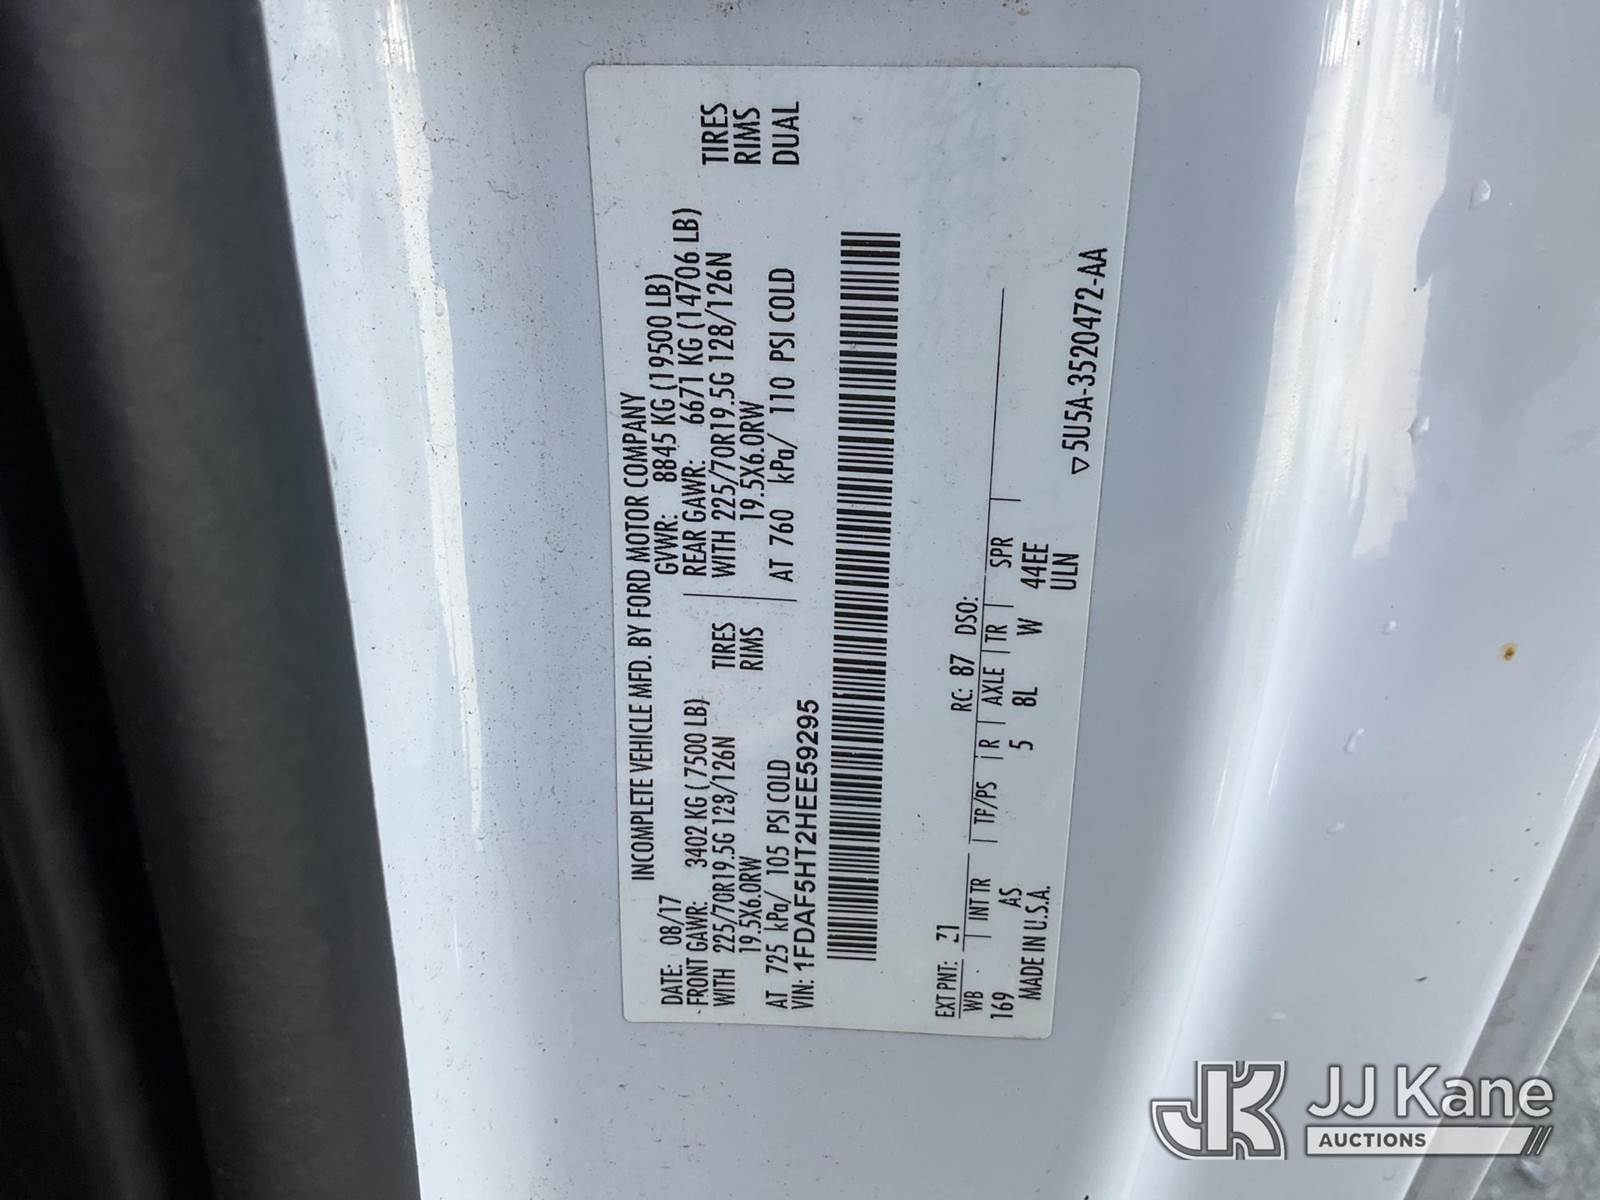 INCOMPLETE VEHICLE MFD. BY FORD MOTOR COMPANY
DATE: 08/17 GVWR: 8845 KG (19500 LB)
FRONT GAWR: 3402 KG (7500 LB) REAR GAWR: 6671 KG (14706 LB)
WITH 225/70R19.5G 128/126N TIRES WITH 225/70R19.5G 128/126N TIRES
19.5X6.0RW RIMS 19.5X6.0RW RIMS
AT 725 kPa/ 105 PSI COLD AT 760 kPa/ 110 PSI COLD DUAL
VIN: 1FDAF5HT2HEE59295
EXT PNT: Z1 RC: 87 DSO:
WB INT TR TP/PS R AXLE TR SPR
169 AS 5 8L W 44EE
MADE IN U.S.A. ULN
▽5U5A-3520472-AA
JK JJ Kane
AUCTIONS